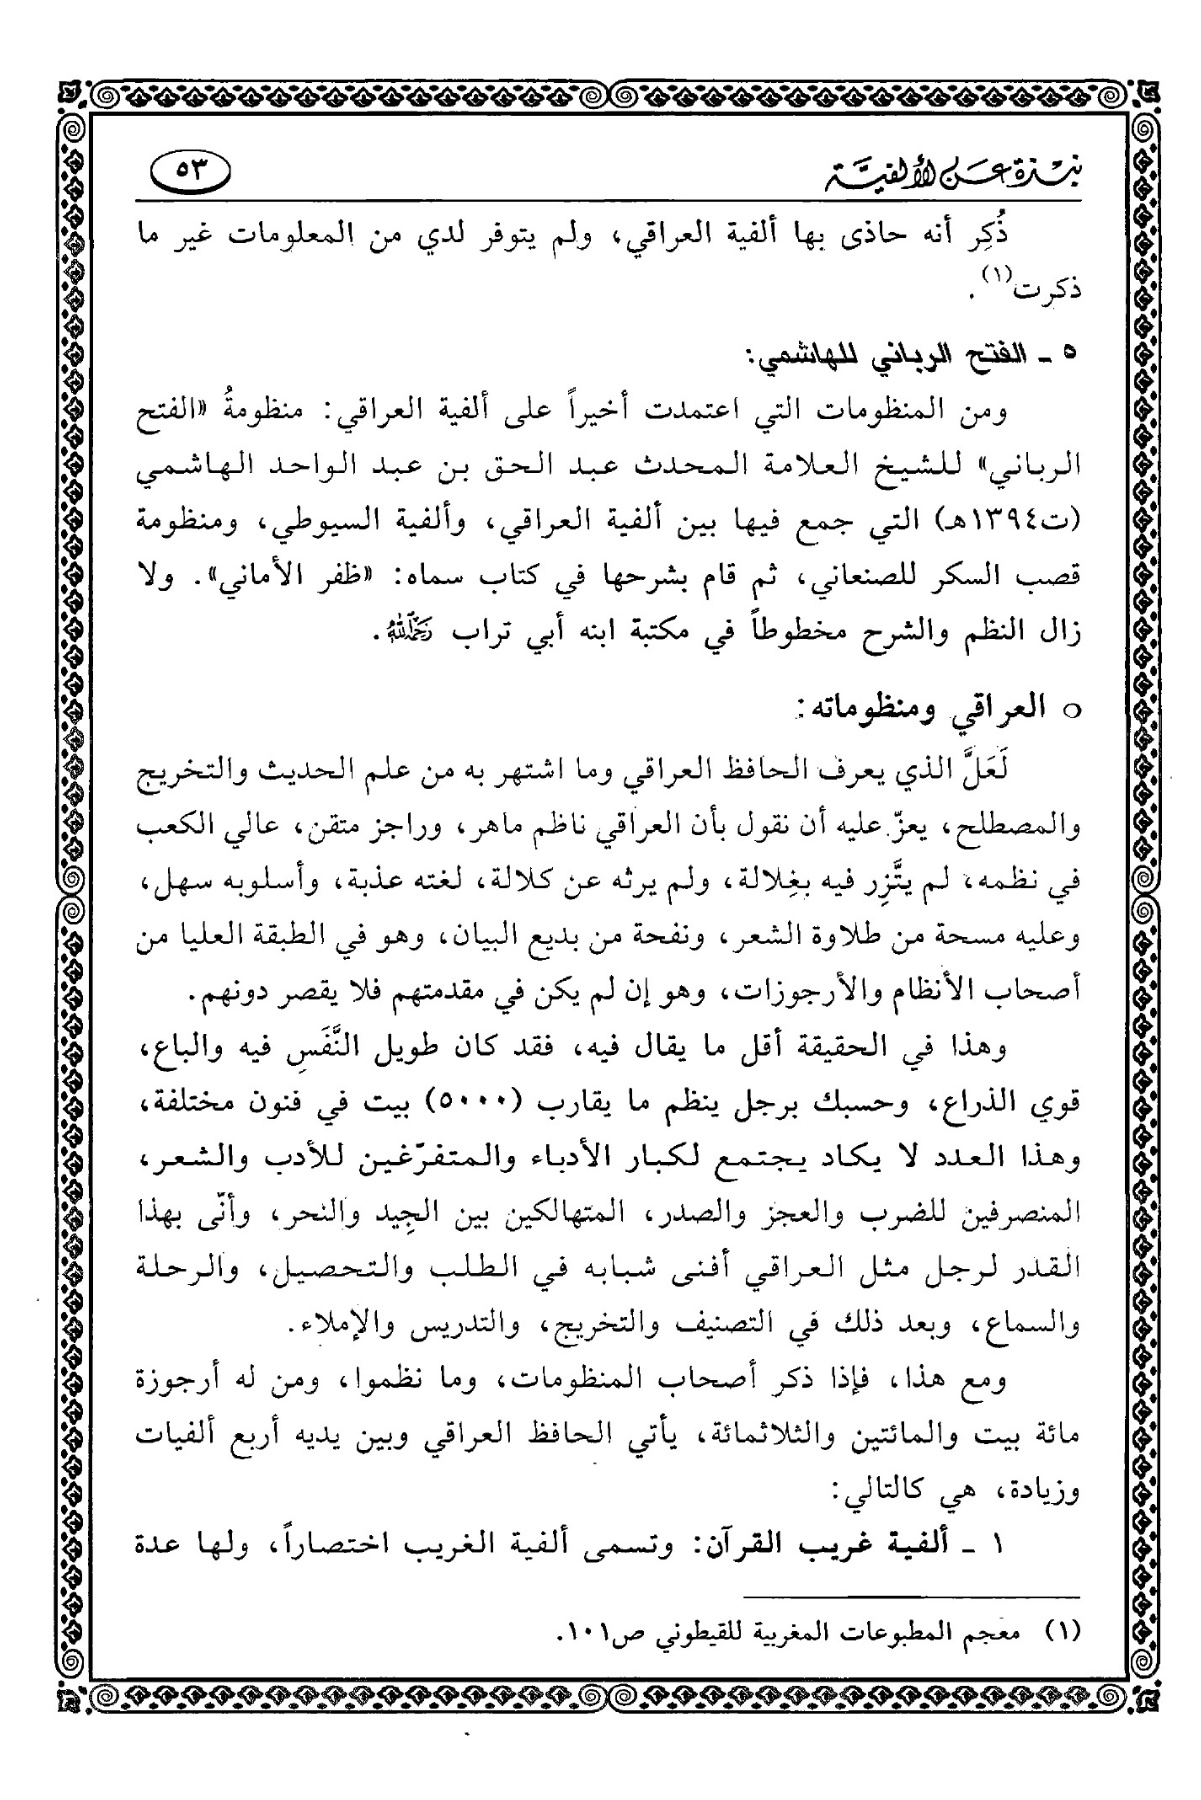 نبذة عن الألفية
٥٣
ذُكِر أنه حاذى بها ألفية العراقي، ولم يتوفر لدي من المعلومات غير ما
ذكرت(١).
٥ ـ الفتح الرباني للهاشمي:
ومن المنظومات التي اعتمدت أخيراً على ألفية العراقي: منظومةُ «الفتح
الرباني» للشيخ العلامة المحدث عبد الحق بن عبد الواحد الهاشمي
(ت١٣٩٤هـ) التي جمع فيها بين ألفية العراقي، وألفية السيوطي، ومنظومة
قصب السكر للصنعاني، ثم قام بشرحها في كتاب سماه: «ظفر الأماني». ولا
زال النظم والشرح مخطوطاً في مكتبة ابنه أبي تراب رَحِمَهُ اللهُ.
○ العراقي ومنظوماته:
لَعَلَّ الذي يعرف الحافظ العراقي وما اشتهر به من علم الحديث والتخريج
والمصطلح، يعزّ عليه أن نقول بأن العراقي ناظم ماهر، وراجز متقن، عالي الكعب
في نظمه، لم يتَّزِر فيه بغِلالة، ولم يرثه عن كلالة، لغته عذبة، وأسلوبه سهل،
وعليه مسحة من طلاوة الشعر، ونفحة من بديع البيان، وهو في الطبقة العليا من
أصحاب الأنظام والأرجوزات، وهو إن لم يكن في مقدمتهم فلا يقصر دونهم.
وهذا في الحقيقة أقل ما يقال فيه، فقد كان طويل النَّفَسِ فيه والباع،
قوي الذراع، وحسبك برجل ينظم ما يقارب (٥٠٠٠) بيت في فنون مختلفة،
وهذا العدد لا يكاد يجتمع لكبار الأدباء والمتفرّغين للأدب والشعر،
المنصرفين للضرب والعجز والصدر، المتهالكين بين الجِيد والنحر، وأنّى بهذا
القدر لرجل مثل العراقي أفنى شبابه في الطلب والتحصيل، والرحلة
والسماع، وبعد ذلك في التصنيف والتخريج، والتدريس والإملاء.
ومع هذا، فإذا ذكر أصحاب المنظومات، وما نظموا، ومن له أرجوزة
مائة بيت والمائتين والثلاثمائة، يأتي الحافظ العراقي وبين يديه أربع ألفيات
وزيادة، هي كالتالي:
١ ـ ألفية غريب القرآن: وتسمى ألفية الغريب اختصاراً، ولها عدة
(١) معجم المطبوعات المغربية للقيطوني ص١٠١.